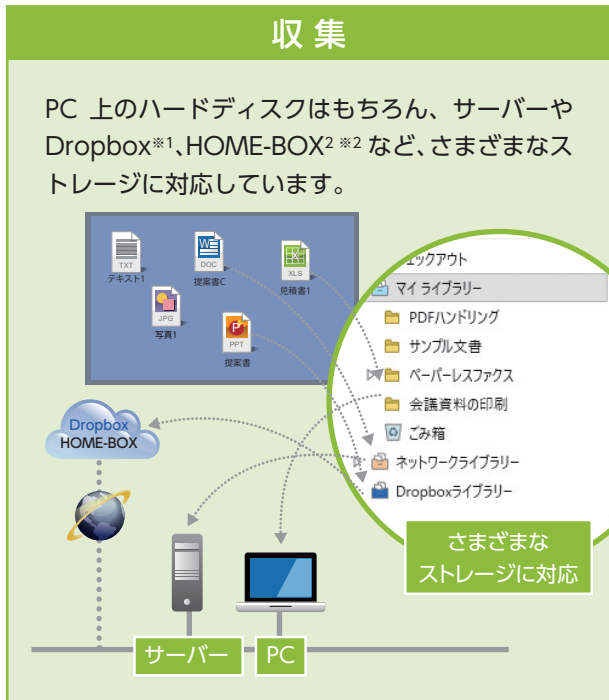 収集
PC 上のハードディスクはもちろん、サーバーや
Dropbox※1、HOME-BOX2 ※2 など、さまざまなス
トレージに対応しています。
TXT
テキスト1
DOC
提案書C
XLS
見積書1
JPG
写真1
PPT
提案書
ェックアウト
マイ ライブラリー
PDFハンドリング
サンプル文書
ペーパーレスファクス
会議資料の印刷
ごみ箱
ネットワークライブラリー
Dropboxライブラリー
Dropbox
HOME-BOX
さまざまな
ストレージに対応
サーバー
PC